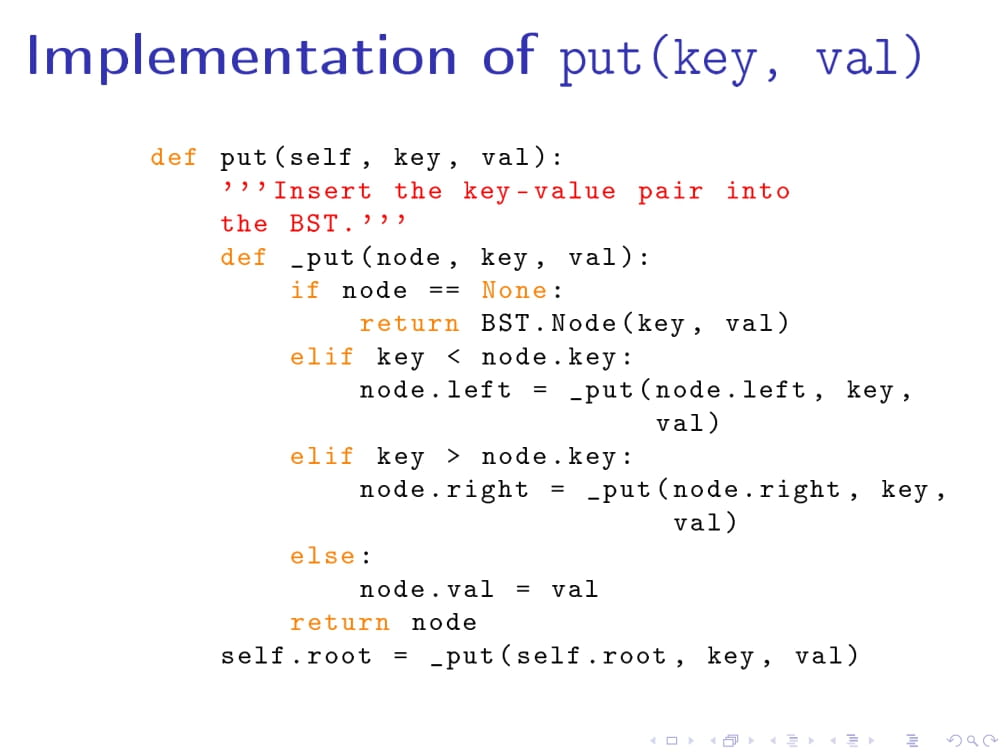 Implementation of put(key, val)
def put(self, key, val):
’’’Insert the key-value pair into
the BST.’’’
def _put(node, key, val):
if node == None:
return BST.Node(key, val)
elif key < node.key:
node.left = _put(node.left, key,
val)
elif key > node.key:
node.right = _put(node.right, key,
val)
else:
node.val = val
return node
self.root = _put(self.root, key, val)